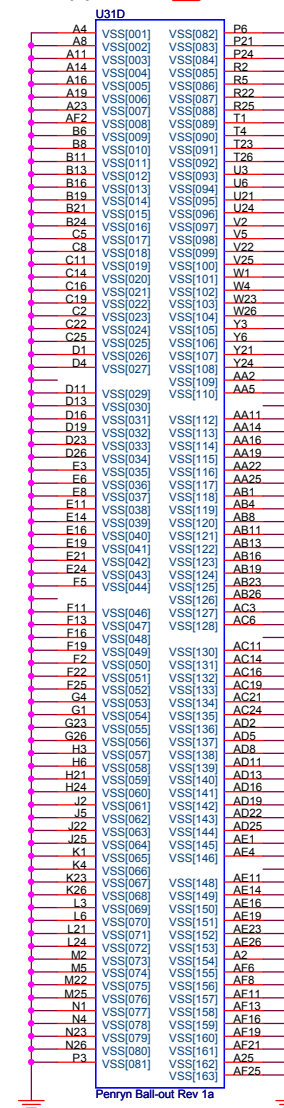 U31D
A4 VSS[001] VSS[082] P6
A8 VSS[002] VSS[083] P21
A11 VSS[003] VSS[084] P24
A14 VSS[004] VSS[085] R2
A16 VSS[005] VSS[086] R5
A19 VSS[006] VSS[087] R22
A23 VSS[007] VSS[088] R25
AF2 VSS[008] VSS[089] T1
B6 VSS[009] VSS[090] T4
B8 VSS[010] VSS[091] T23
B11 VSS[011] VSS[092] T26
B13 VSS[012] VSS[093] U3
B16 VSS[013] VSS[094] U6
B19 VSS[014] VSS[095] U21
B21 VSS[015] VSS[096] U24
B24 VSS[016] VSS[097] V2
C5 VSS[017] VSS[098] V5
C8 VSS[018] VSS[099] V22
C11 VSS[019] VSS[100] V25
C14 VSS[020] VSS[101] W1
C16 VSS[021] VSS[102] W4
C19 VSS[022] VSS[103] W23
C2 VSS[023] VSS[104] W26
C22 VSS[024] VSS[105] Y3
C25 VSS[025] VSS[106] Y6
D1 VSS[026] VSS[107] Y21
D4 VSS[027] VSS[108] Y24
VSS[109] AA2
D11 VSS[029] VSS[110] AA5
D13 VSS[030]
D16 VSS[031] VSS[112] AA11
D19 VSS[032] VSS[113] AA14
D23 VSS[033] VSS[114] AA16
D26 VSS[034] VSS[115] AA19
E3 VSS[035] VSS[116] AA22
E6 VSS[036] VSS[117] AA25
E8 VSS[037] VSS[118] AB1
E11 VSS[038] VSS[119] AB4
E14 VSS[039] VSS[120] AB8
E16 VSS[040] VSS[121] AB11
E19 VSS[041] VSS[122] AB13
E21 VSS[042] VSS[123] AB16
E24 VSS[043] VSS[124] AB19
F5 VSS[044] VSS[125] AB23
VSS[126] AB26
F11 VSS[046] VSS[127] AC3
F13 VSS[047] VSS[128] AC6
F16 VSS[048]
F19 VSS[049] VSS[130] AC11
F2 VSS[050] VSS[131] AC14
F22 VSS[051] VSS[132] AC16
F25 VSS[052] VSS[133] AC19
G4 VSS[053] VSS[134] AC21
G1 VSS[054] VSS[135] AC24
G23 VSS[055] VSS[136] AD2
G26 VSS[056] VSS[137] AD5
H3 VSS[057] VSS[138] AD8
H6 VSS[058] VSS[139] AD11
H21 VSS[059] VSS[140] AD13
H24 VSS[060] VSS[141] AD16
J2 VSS[061] VSS[142] AD19
J5 VSS[062] VSS[143] AD22
J22 VSS[063] VSS[144] AD25
J25 VSS[064] VSS[145] AE1
K1 VSS[065] VSS[146] AE4
K4 VSS[066]
K23 VSS[067] VSS[148] AE11
K26 VSS[068] VSS[149] AE14
L3 VSS[069] VSS[150] AE16
L6 VSS[070] VSS[151] AE19
L21 VSS[071] VSS[152] AE23
L24 VSS[072] VSS[153] AE26
M2 VSS[073] VSS[154] A2
M5 VSS[074] VSS[155] AF6
M22 VSS[075] VSS[156] AF8
M25 VSS[076] VSS[157] AF11
N1 VSS[077] VSS[158] AF13
N4 VSS[078] VSS[159] AF16
N23 VSS[079] VSS[160] AF19
N26 VSS[080] VSS[161] AF21
P3 VSS[081] VSS[162] A25
VSS[163] AF25
Penryn Ball-out Rev 1a